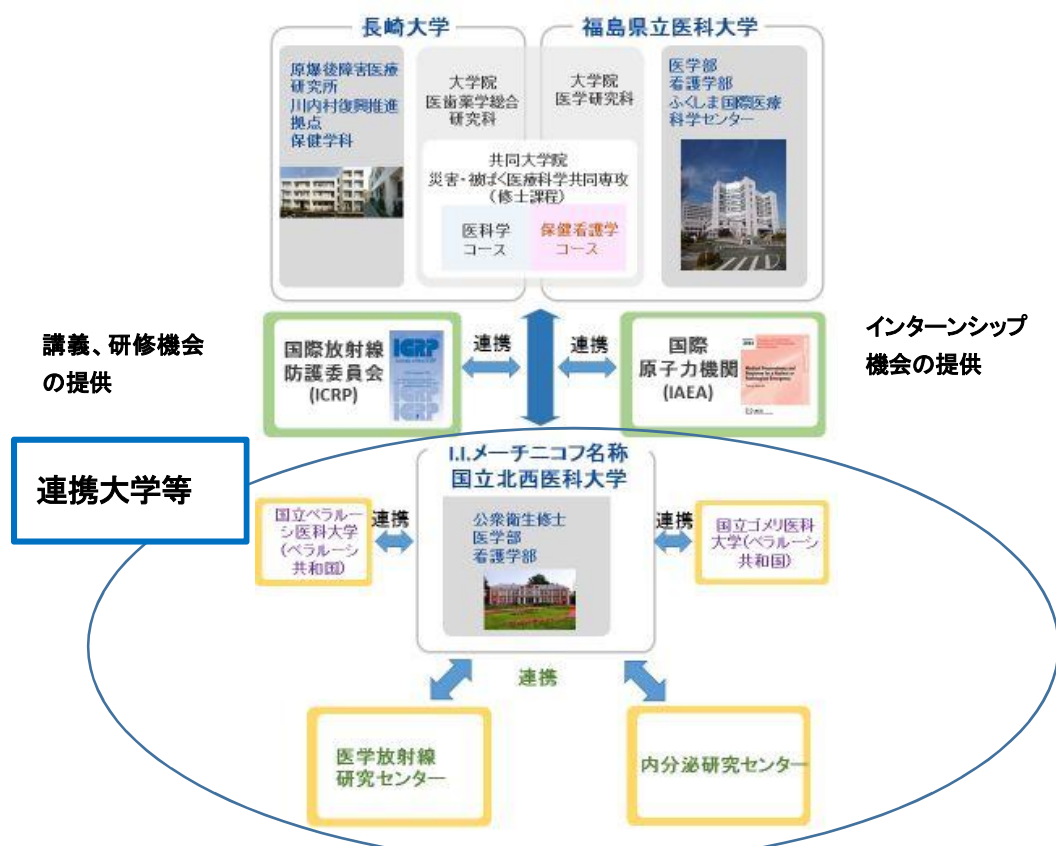 長崎大学
福島県立医科大学
原爆後障害医療
研究所
川内村復興推進
拠点
保健学科
大学院
医歯薬学総合
研究科
大学院
医学研究科
医学部
看護学部
ふくしま国際医療
科学センター
共同大学院
災害・被ばく医療科学共同専攻
（修士課程）
医科学
コース
保健看護学
コース
講義、研修機会
の提供
国際放射線
防護委員会
(ICRP)
ICRP
ICRP
ICRP
連携
連携
国際
原子力機関
(IAEA)
インターンシップ
機会の提供
連携大学等
I.I.メーチニコフ名称
国立北西医科大学
国立ベラルー
シ医科大学
(ベラルーシ
共和国)
連携
公衆衛生修士
医学部
看護学部
連携
国立ゴメリ医科
大学(ベラルーシ
共和国)
連携
医学放射線
研究センター
内分泌研究センター